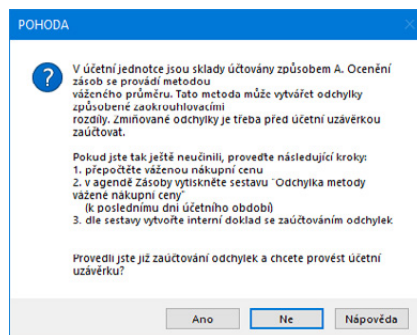 POHODA
V účetní jednotce jsou sklady účtovány způsobem A. Ocenění
zásob se provádí metodou
váženého průměru. Tato metoda může vytvářet odchylky
způsobené zaokrouhlovacími
rozdíly. Zmiňované odchylky je třeba před účetní uzávěrkou
zaúčtovat.
Pokud jste tak ještě neučinili, proveďte následující kroky:
1. přepočtěte váženou nákupní cenu
2. v agendě Zásoby vytiskněte sestavu "Odchylka metody
vážené nákupní ceny"
(k poslednímu dni účetního období)
3. dle sestavy vytvořte interní doklad se zaúčtováním odchylek
Provedli jste již zaúčtování odchylek a chcete provést účetní
uzávěrku?
Ano Ne Nápověda